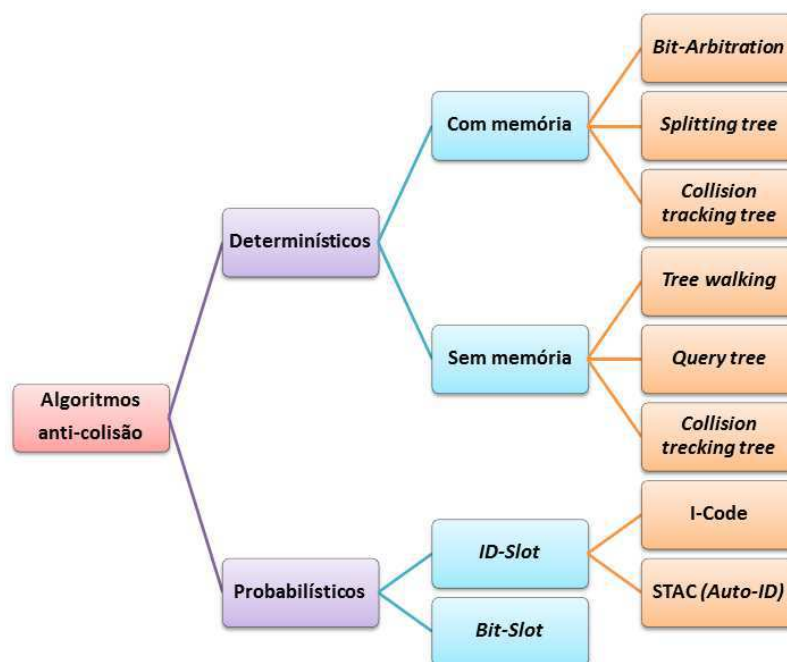 Algoritmos
anti-colisão
Determinísticos
Com memória
Bit-Arbitration
Splitting tree
Collision
tracking tree
Sem memória
Tree walking
Query tree
Collision
trecking tree
Probabilísticos
ID-Slot
I-Code
STAC (Auto-ID)
Bit-Slot